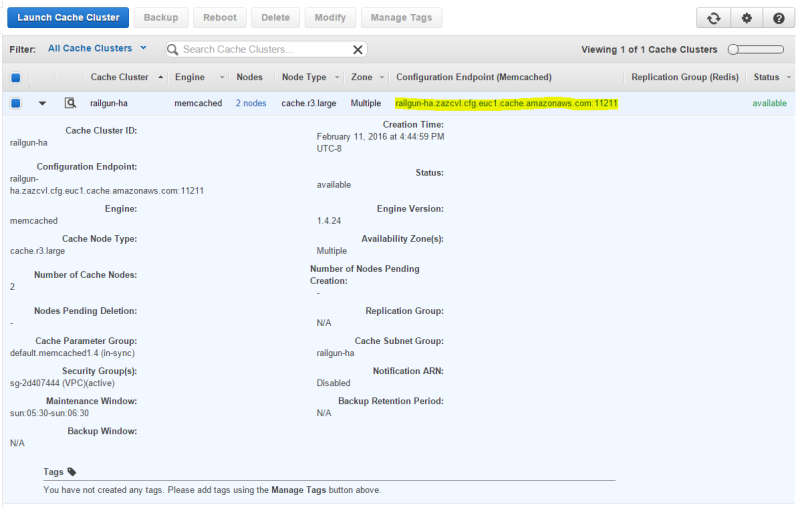 Launch Cache Cluster Backup Reboot Delete Modify Manage Tags
Filter: All Cache Clusters Search Cache Clusters... Viewing 1 of 1 Cache Clusters
Cache Cluster Engine Nodes Node Type Zone Configuration Endpoint (Memcached) Replication Group (Redis) Status
railgun-ha memcached 2 nodes cache.r3.large Multiple railgun-ha.zazcvl.cfg.euc1.cache.amazonaws.com:11211 available
Cache Cluster ID:
railgun-ha
Creation Time:
February 11, 2016 at 4:44:59 PM
UTC-8
Configuration Endpoint:
railgun-
ha.zazcvl.cfg.euc1.cache.amazonaws.com:11211
Status:
available
Engine:
memcached
Engine Version:
1.4.24
Cache Node Type:
cache.r3.large
Availability Zone(s):
Multiple
Number of Cache Nodes:
2
Number of Nodes Pending
Creation:
-
Nodes Pending Deletion:
-
Replication Group:
N/A
Cache Parameter Group:
default.memcached1.4 (in-sync)
Cache Subnet Group:
railgun-ha
Security Group(s):
sg-2d407444 (VPC)(active)
Notification ARN:
Disabled
Maintenance Window:
sun:05:30-sun:06:30
Backup Retention Period:
N/A
Backup Window:
N/A
Tags
You have not created any tags. Please add tags using the Manage Tags button above.